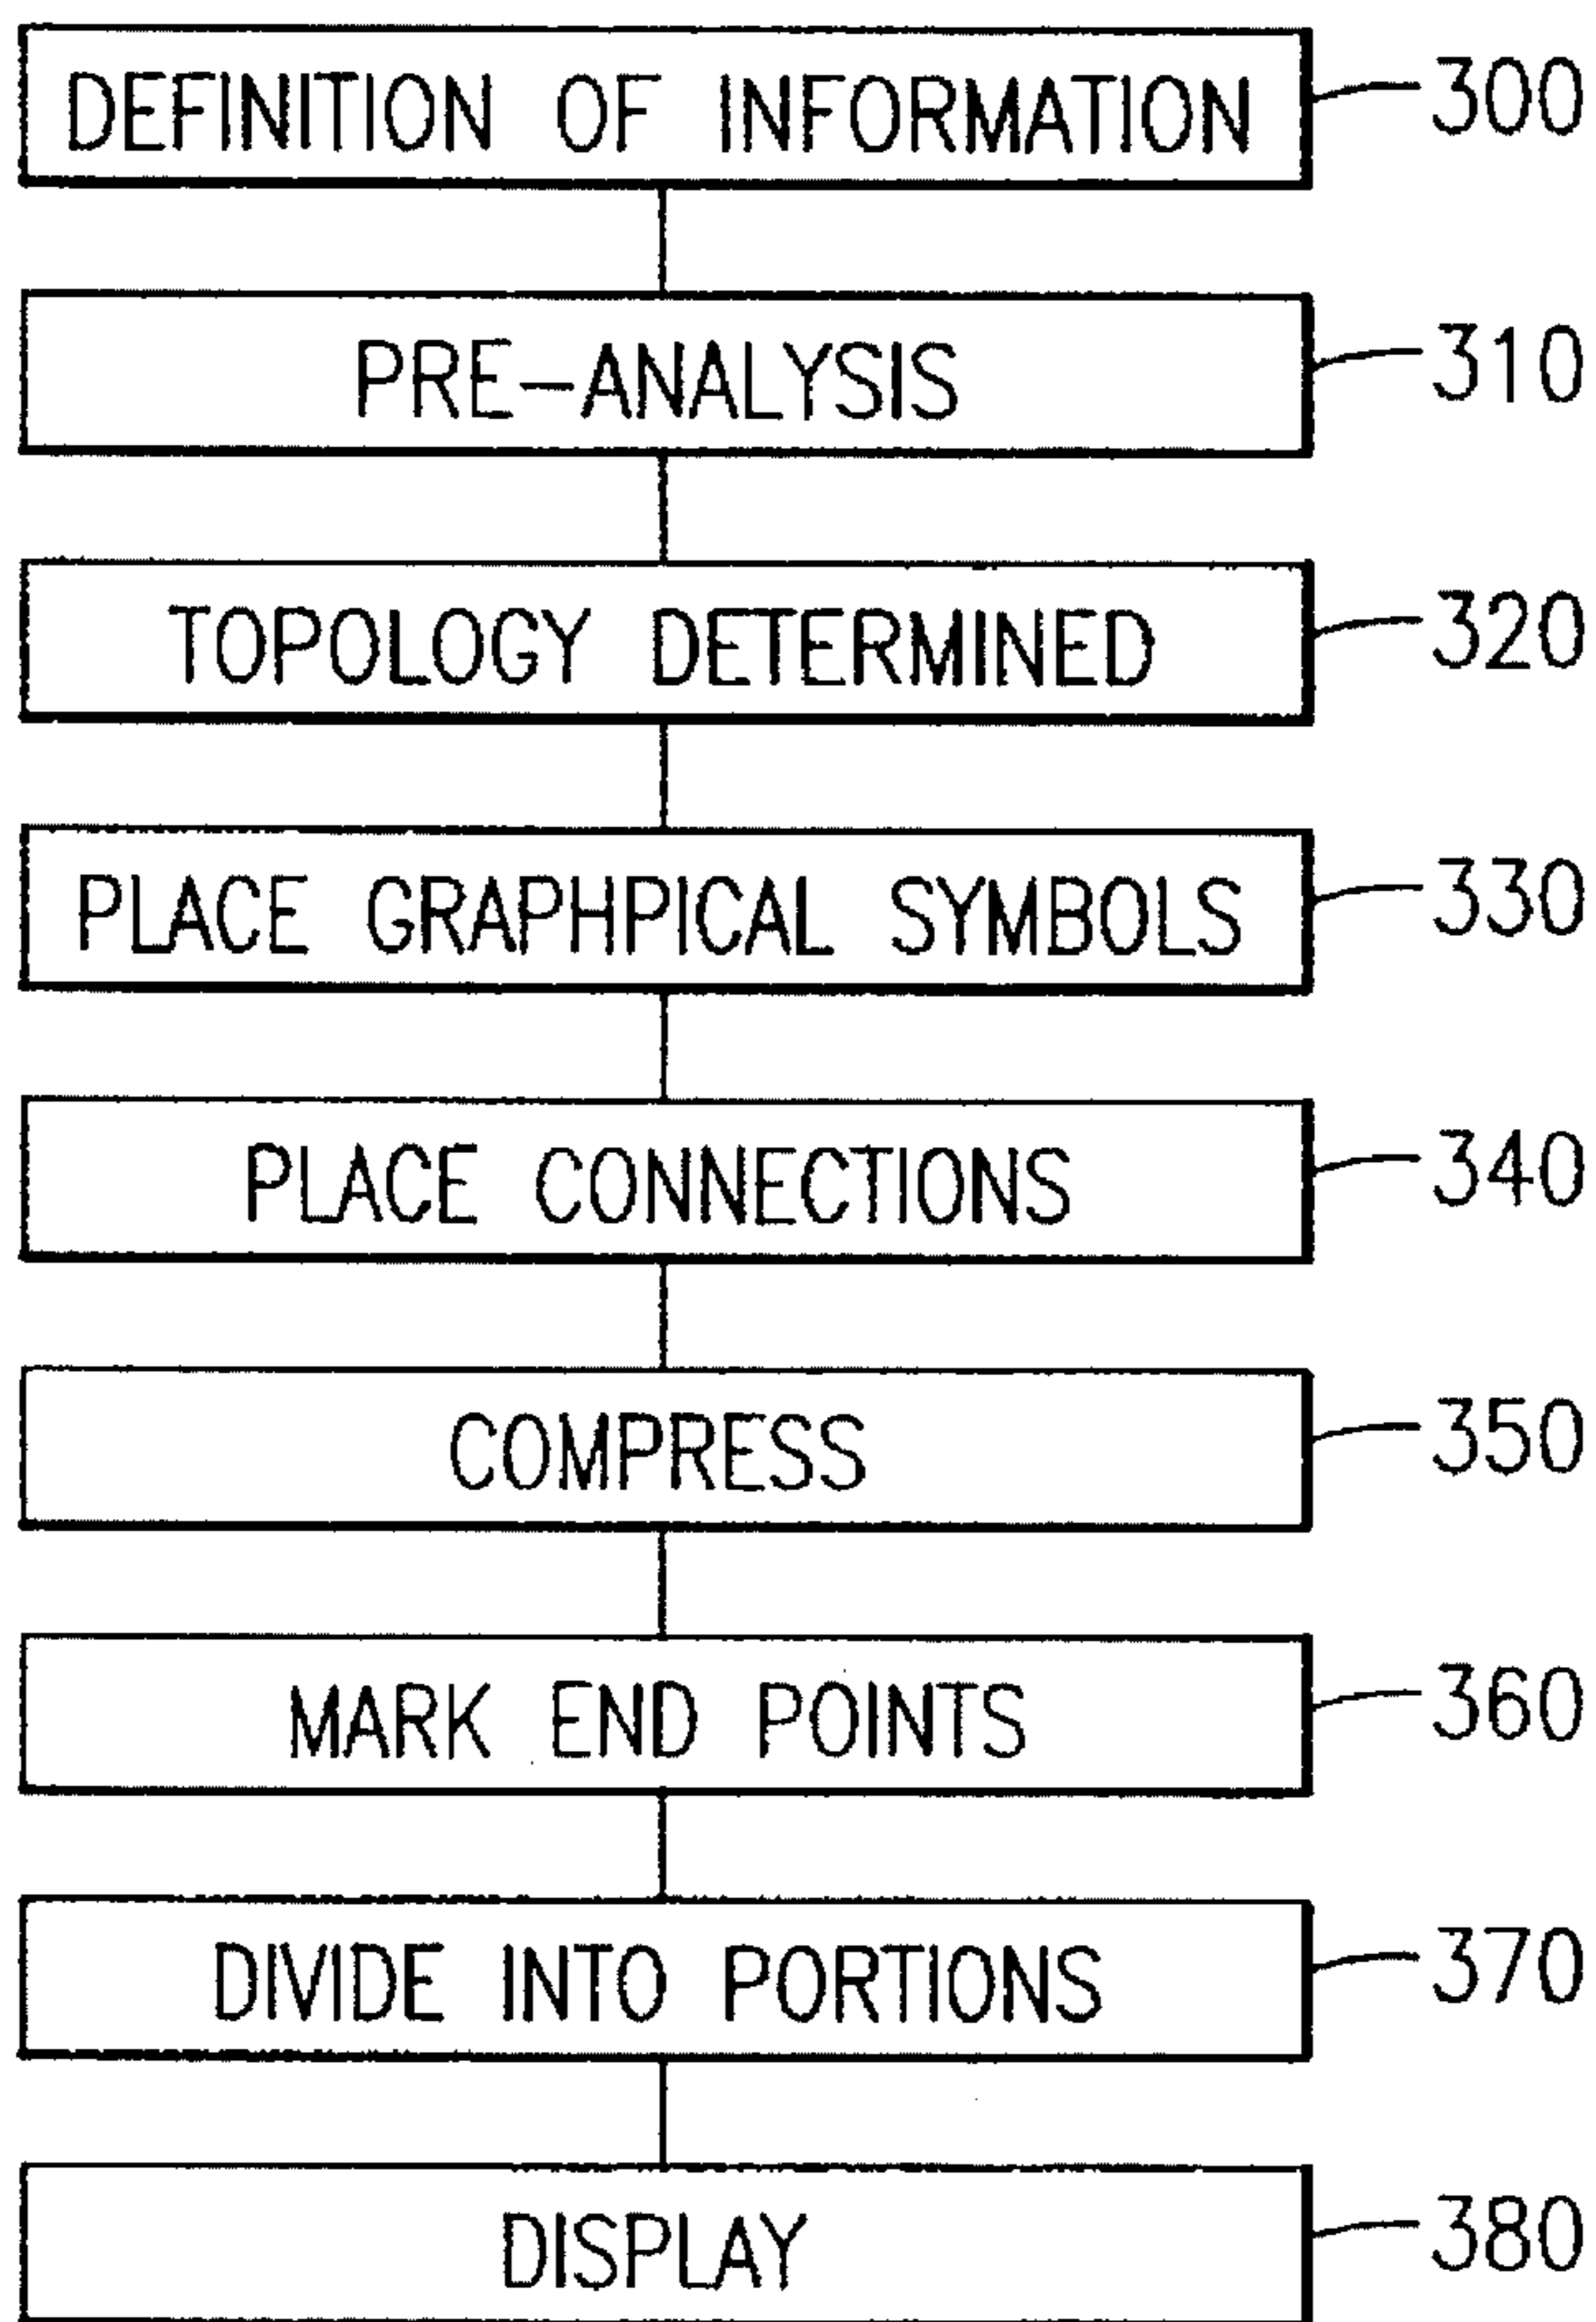 DEFINITION OF INFORMATION 300
PRE-ANALYSIS 310
TOPOLOGY DETERMINED 320
PLACE GRAPHPICAL SYMBOLS 330
PLACE CONNECTIONS 340
COMPRESS 350
MARK END POINTS 360
DIVIDE INTO PORTIONS 370
DISPLAY 380